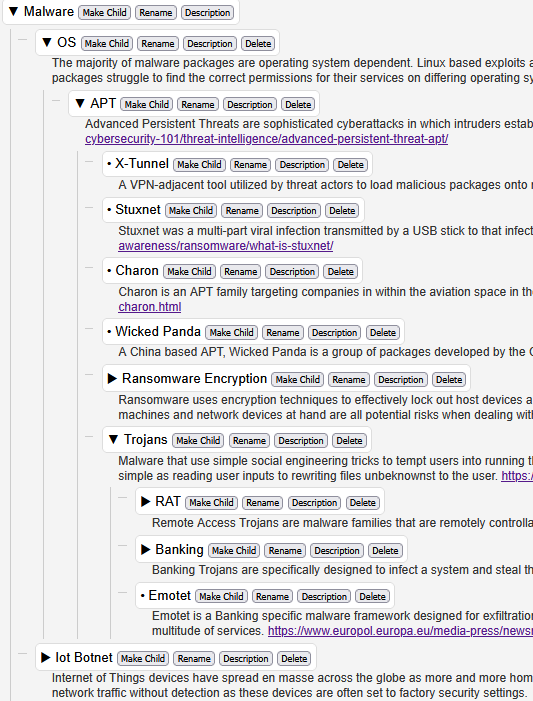 ▼ Malware Make Child Rename Description
▼ OS Make Child Rename Description Delete
The majority of malware packages are operating system dependent. Linux based exploits
packages struggle to find the correct permissions for their services on differing operating
▼ APT Make Child Rename Description Delete
Advanced Persistent Threats are sophisticated cyberattacks in which intruders
cybersecurity-101/threat-intelligence/advanced-persistent-threat-apt/
• X-Tunnel Make Child Rename Description Delete
A VPN-adjacent tool utilized by threat actors to load malicious packages onto
• Stuxnet Make Child Rename Description Delete
Stuxnet was a multi-part viral infection transmitted by a USB stick to that
awareness/ransomware/what-is-stuxnet/
• Charon Make Child Rename Description Delete
Charon is an APT family targeting companies in within the aviation space in
charon.html
• Wicked Panda Make Child Rename Description Delete
A China based APT, Wicked Panda is a group of packages developed by the
▶ Ransomware Encryption Make Child Rename Description Delete
Ransomware uses encryption techniques to effectively lock out host devices
machines and network devices at hand are all potential risks when dealing
▼ Trojans Make Child Rename Description Delete
Malware that use simple social engineering tricks to tempt users into running
simple as reading user inputs to rewriting files unbeknownst to the user. https:/
▶ RAT Make Child Rename Description Delete
Remote Access Trojans are malware families that are remotely
▶ Banking Make Child Rename Description Delete
Banking Trojans are specifically designed to infect a system and steal
• Emotet Make Child Rename Description Delete
Emotet is a Banking specific malware framework designed for
multitude of services. https://www.europol.europa.eu/media-press/
▶ Iot Botnet Make Child Rename Description Delete
Internet of Things devices have spread en masse across the globe as more and more
network traffic without detection as these devices are often set to factory security settings.